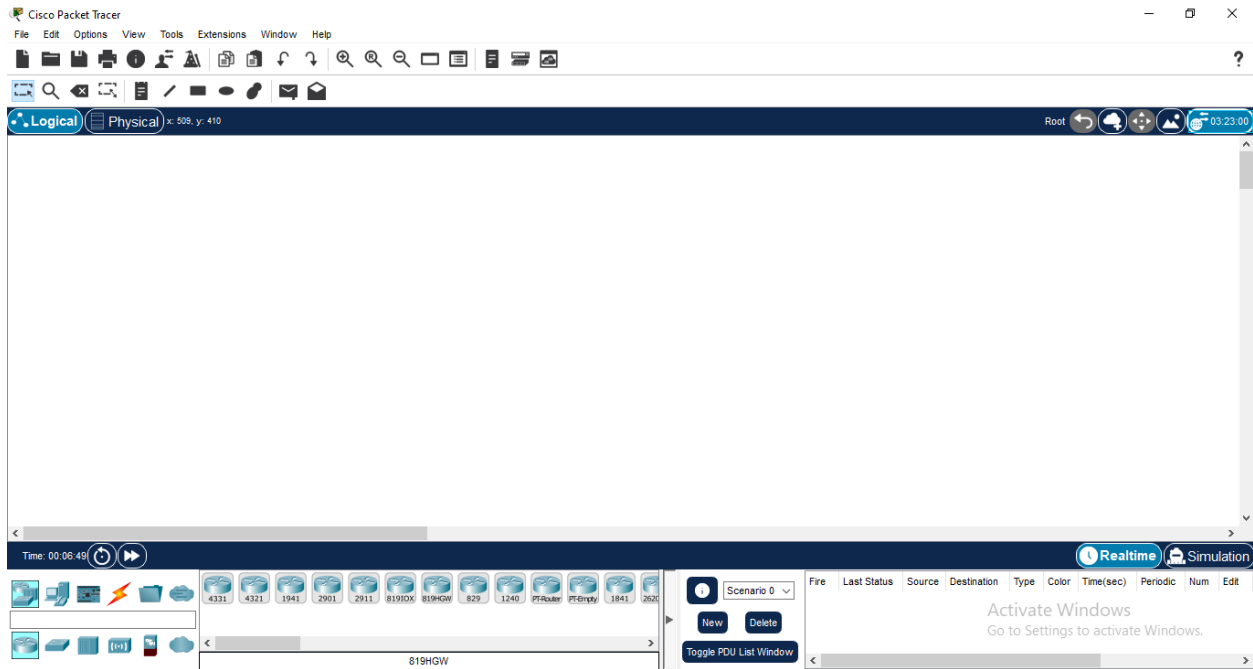 Cisco Packet Tracer
File Edit Options View Tools Extensions Window Help
?
Logical Physical x: 509, y: 410 Root 03:23:00
Time: 00:06:49 Realtime Simulation
4331 4321 1941 2901 2911 819IOX 819HGW 829 1240 PT-Router PT-Empty 1841 2620
819HGW
Scenario 0
New Delete
Toggle PDU List Window
Fire Last Status Source Destination Type Color Time(sec) Periodic Num Edit
Activate Windows
Go to Settings to activate Windows.